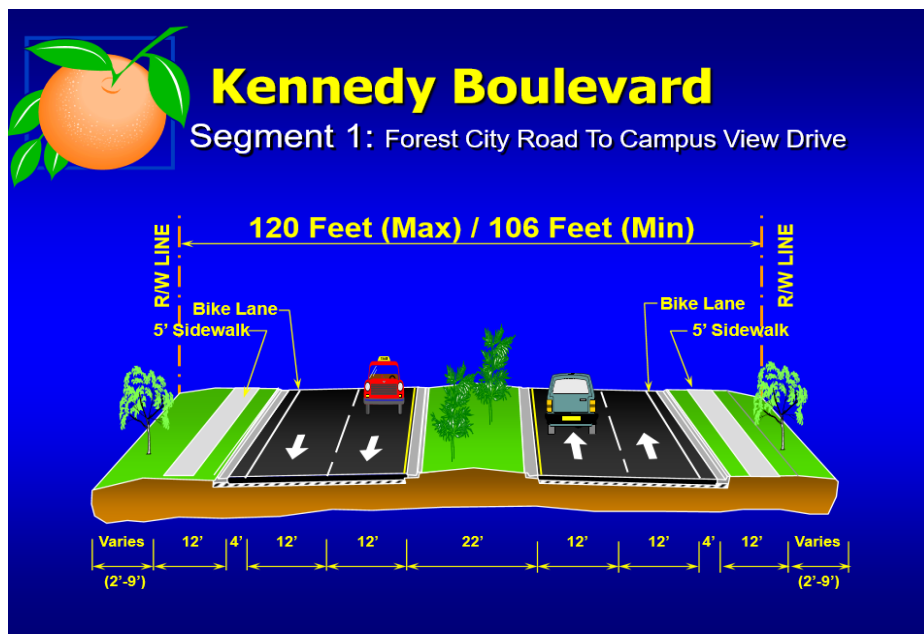 Kennedy Boulevard
Segment 1: Forest City Road To Campus View Drive
120 Feet (Max) / 106 Feet (Min)
R/W LINE
R/W LINE
Bike Lane
Bike Lane
5’ Sidewalk
5’ Sidewalk
Varies 12’ 4’ 12’ 12’ 22’ 12’ 12’ 4’ 12’ Varies
(2’-9’) (2’-9’)